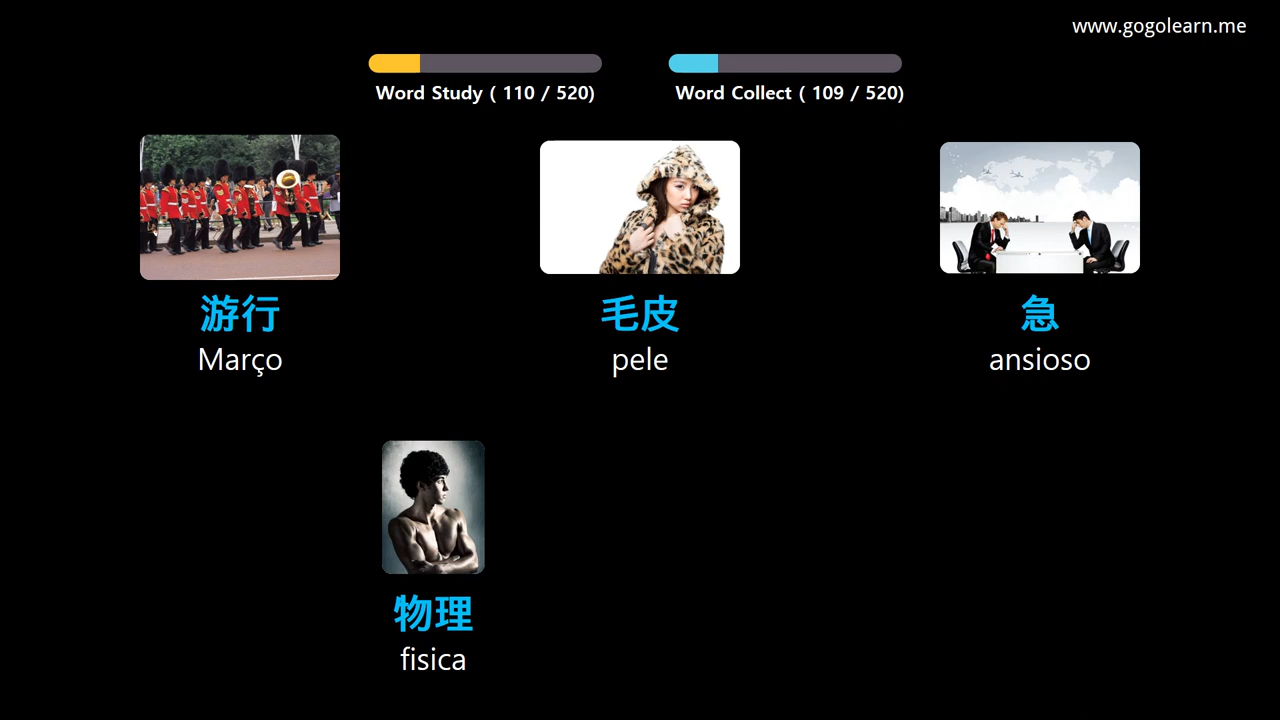 www.gogolearn.me
Word Study ( 110 / 520)
Word Collect ( 109 / 520)
游行
Março
毛皮
pele
急
ansioso
物理
fisica